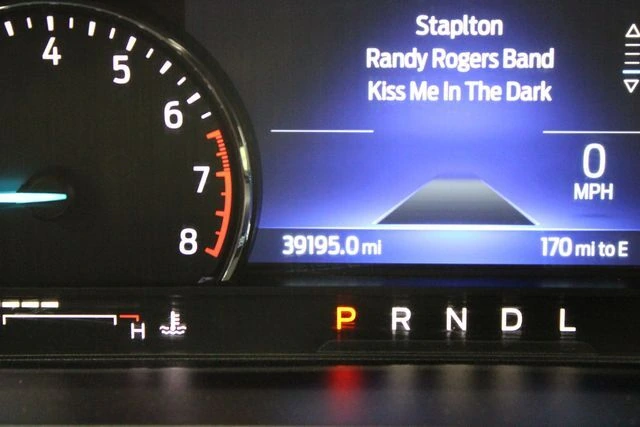 Staplton
Randy Rogers Band
Kiss Me In The Dark
4
5
6
7
8
0
MPH
39195.0 mi
170 mi to E
H
P R N D L